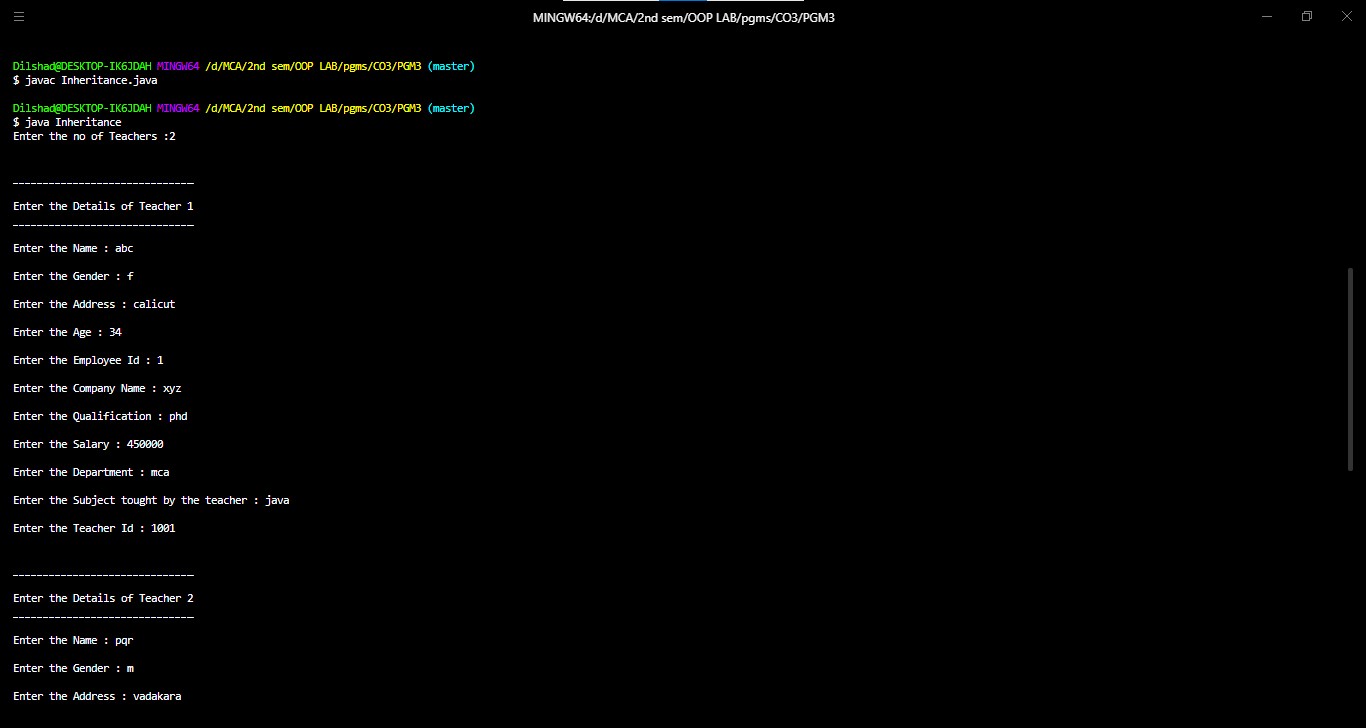 MINGW64:/d/MCA/2nd sem/OOP LAB/pgms/CO3/PGM3
Dilshad@DESKTOP-IK6JDAH MINGW64 /d/MCA/2nd sem/OOP LAB/pgms/CO3/PGM3 (master)
$ javac Inheritance.java
Dilshad@DESKTOP-IK6JDAH MINGW64 /d/MCA/2nd sem/OOP LAB/pgms/CO3/PGM3 (master)
$ java Inheritance
Enter the no of Teachers :2
______________________________
Enter the Details of Teacher 1
______________________________
Enter the Name : abc
Enter the Gender : f
Enter the Address : calicut
Enter the Age : 34
Enter the Employee Id : 1
Enter the Company Name : xyz
Enter the Qualification : phd
Enter the Salary : 450000
Enter the Department : mca
Enter the Subject tought by the teacher : java
Enter the Teacher Id : 1001
______________________________
Enter the Details of Teacher 2
______________________________
Enter the Name : pqr
Enter the Gender : m
Enter the Address : vadakara